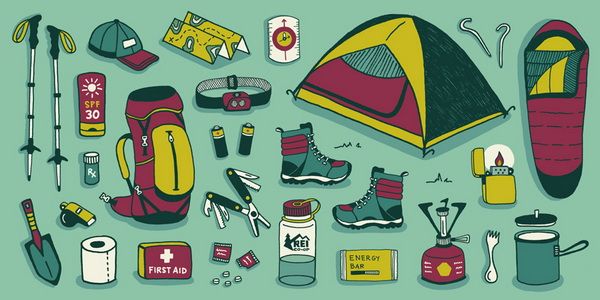 SPF
30
Rx
REI
CO·OP
FIRST AID
ENERGY
BAR